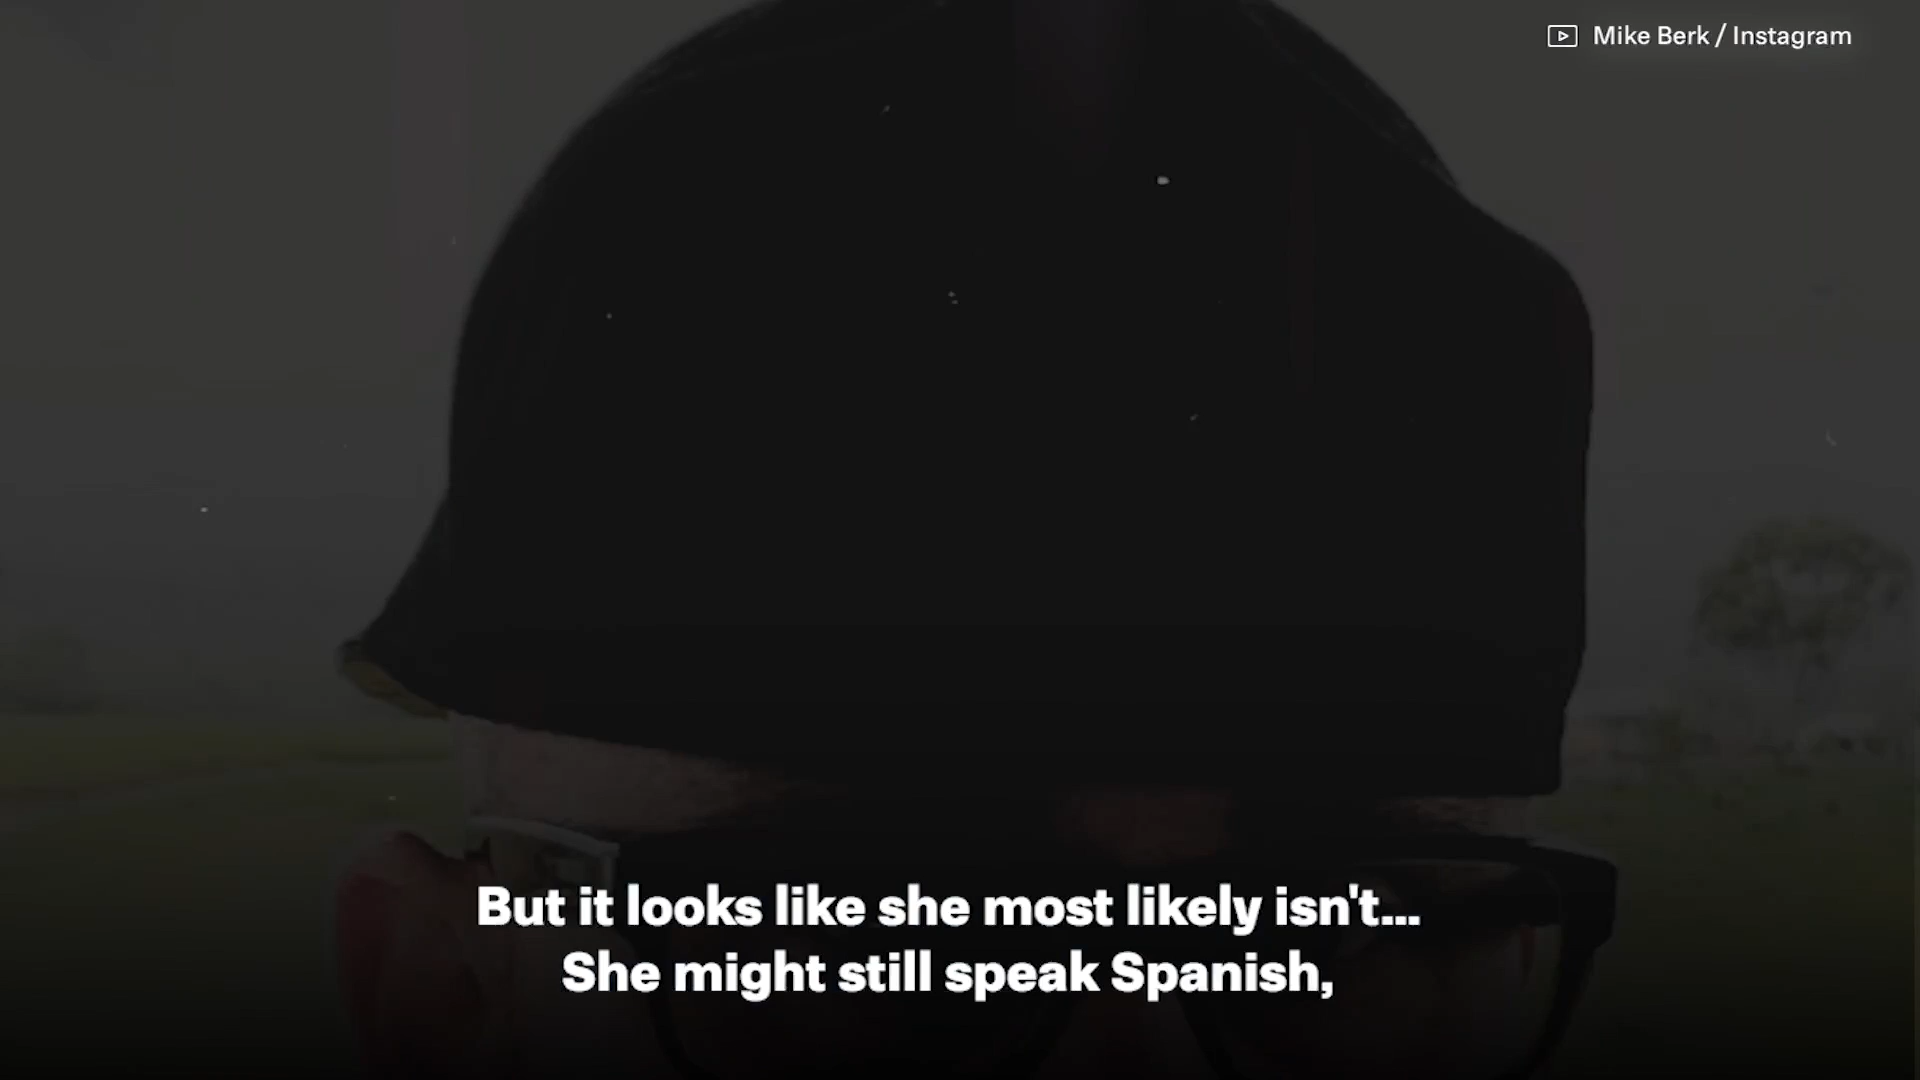 Mike Berk / Instagram
But it looks like she most likely isn't...
She might still speak Spanish,